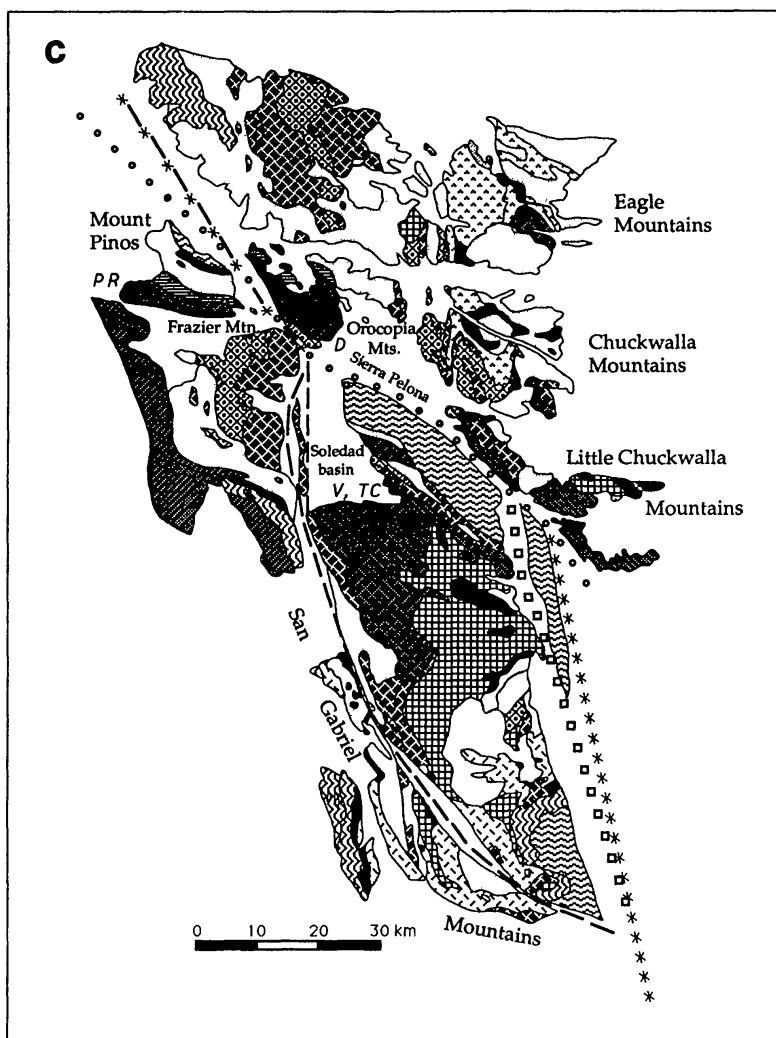 C
Eagle
Mountains
Mount
Pinos
PR
Frazier Mtn.
D
Orocopia
Mts.
Chuckwalla
Mountains
Sierra Pelona
Soledad
basin
V, TC
Little Chuckwalla
Mountains
San
Gabriel
Mountains
0 10 20 30 km